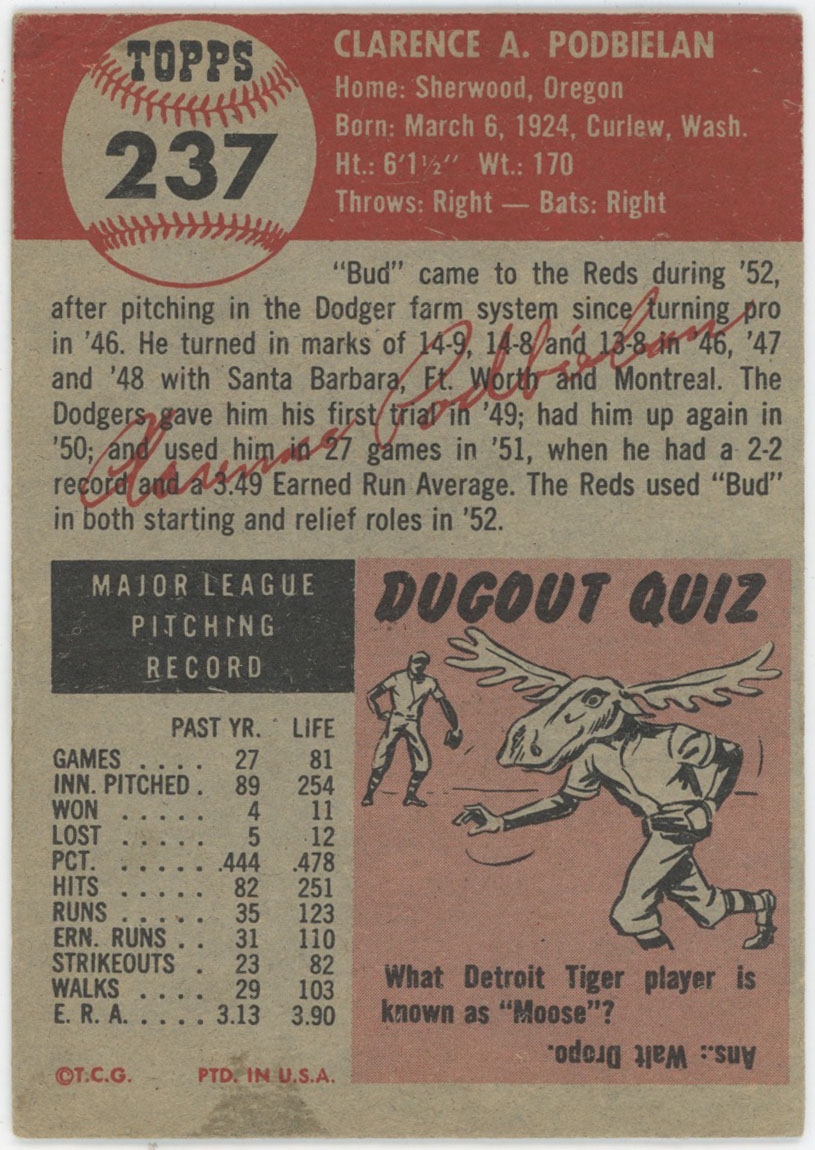 TOPPS
237
CLARENCE A. PODBIELAN
Home: Sherwood, Oregon
Born: March 6, 1924, Curlew, Wash.
Ht.: 6'1½" Wt.: 170
Throws: Right — Bats: Right
"Bud" came to the Reds during '52,
after pitching in the Dodger farm system since turning pro
in '46. He turned in marks of 14-9, 14-8 and 13-8 in '46, '47
and '48 with Santa Barbara, Ft. Worth and Montreal. The
Dodgers gave him his first trial in '49; had him up again in
'50; and used him in 27 games in '51, when he had a 2-2
record and a 3.49 Earned Run Average. The Reds used "Bud"
in both starting and relief roles in '52.
Clarence Podbielan
MAJOR LEAGUE
PITCHING
RECORD
PAST YR. LIFE
GAMES . . . . 27 81
INN. PITCHED . 89 254
WON . . . . . 4 11
LOST . . . . . 5 12
PCT. . . . . . .444 .478
HITS . . . . . 82 251
RUNS . . . . . 35 123
ERN. RUNS . . 31 110
STRIKEOUTS . 23 82
WALKS . . . . 29 103
E. R. A. . . . . 3.13 3.90
©T.C.G. PTD. IN U.S.A.
DUGOUT QUIZ
What Detroit Tiger player is
known as "Moose"?
Ans.: Walt Dropo.